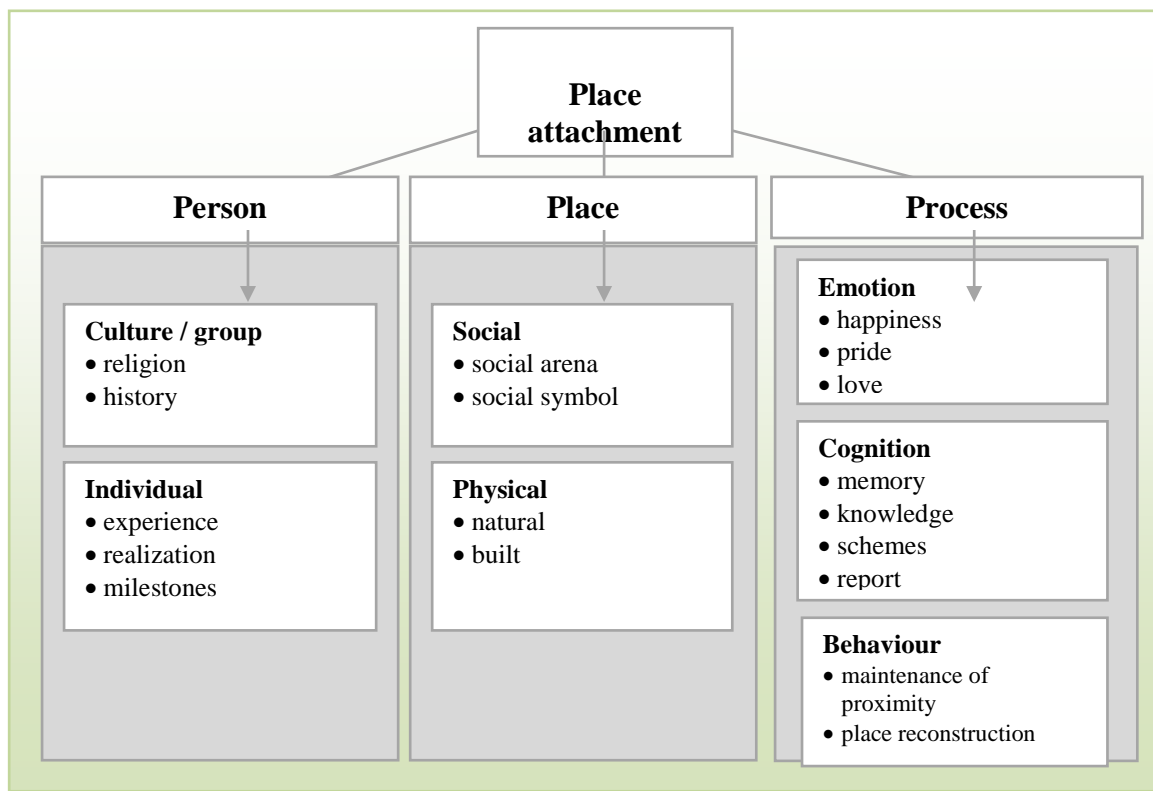 Place
attachment
Person
Culture / group
• religion
• history
Individual
• experience
• realization
• milestones
Place
Social
• social arena
• social symbol
Physical
• natural
• built
Process
Emotion
• happiness
• pride
• love
Cognition
• memory
• knowledge
• schemes
• report
Behaviour
• maintenance of
proximity
• place reconstruction